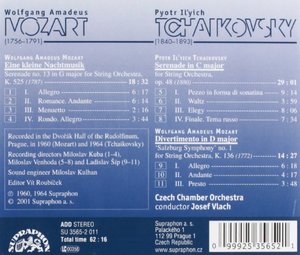 Wolfgang Amadeus
MOZART
(1756–1791)
WOLFGANG AMADEUS MOZART
Eine kleine Nachtmusik
Serenade no. 13 in G major for String Orchestra,
K. 525 (1787) 18 : 32
1 I. Allegro 6:17
2 II. Romance. Andante
3 III. Menuetto
4 IV. Rondo. Allegro
Recorded in the Dvořák Hall of the Rudolfinum,
Prague, in 1960 (Mozart) and 1964 (Tchaikovsky)
Recording directors Miloslav Kuba (1–4),
Miloslav Venhoda (5–8) and Ladislav Šíp (9–11)
Sound engineer Miloslav Kulhan
Editor Vít Roubíček
℗ 1960, 1964 Supraphon
© 2001 Supraphon a. s.
SUPRAPHON
ADD STEREO
SU 3565-2 011
Total time 62 : 16
Pyotr Il'yich
TCHAIKOVSKY
(1840–1893)
PYOTR IL'YICH TCHAIKOVSKY
Serenade in C major
for String Orchestra,
op. 48 (1880) 29 : 01
5 I. Pezzo in forma di sonatina
6 II. Waltz
7 III. Elegy
8 IV. Finale. Tema russo
WOLFGANG AMADEUS MOZART
Divertimento in D major
'Salzburg Symphony' no. 1
for String Orchestra, K. 136 (1772) 14 : 27
9 I. Allegro
10 II. Andante
11 III. Presto
Czech Chamber Orchestra
conductor Josef Vlach
Supraphon a. s.
Palackého 1
112 99 Prague 1
Czech Republic
www.supraphon.cz
0 99925 35652 1